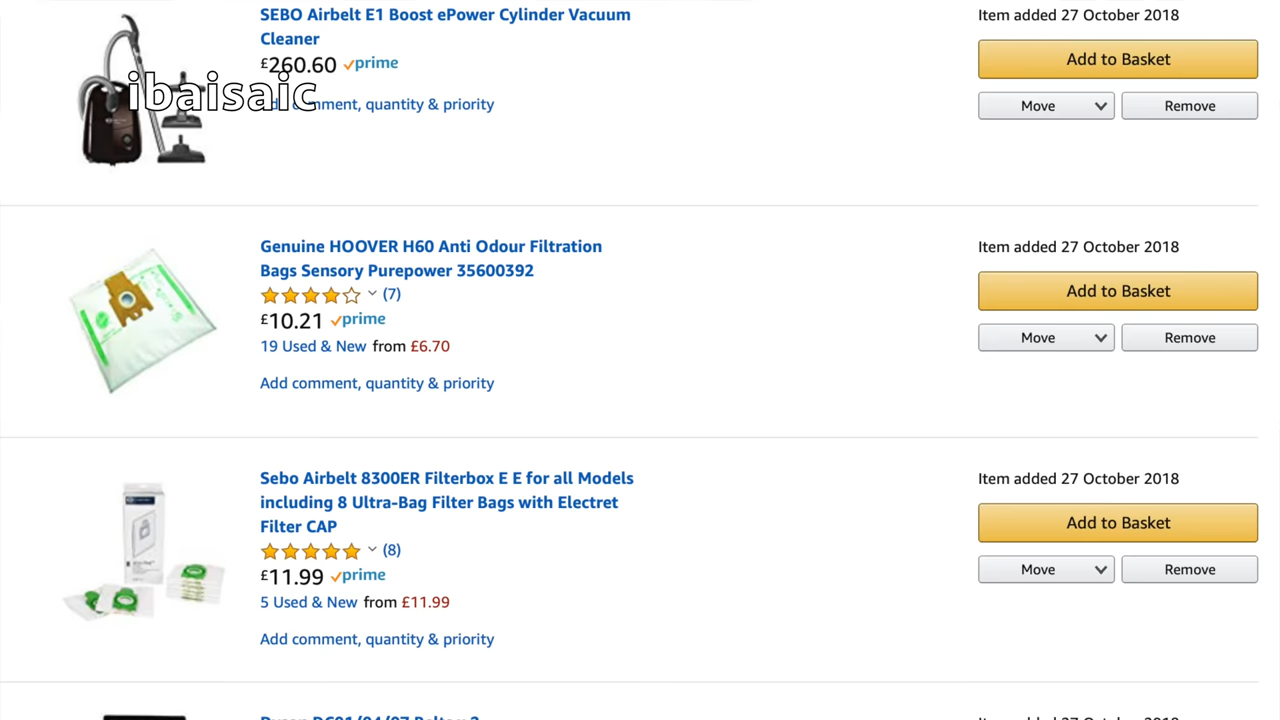 SEBO Airbelt E1 Boost ePower Cylinder Vacuum
Cleaner
£260.60 prime
ibaisaic
comment, quantity & priority
Item added 27 October 2018
Add to Basket
Move
Remove
Genuine HOOVER H60 Anti Odour Filtration
Bags Sensory Purepower 35600392
(7)
£10.21 prime
19 Used & New from £6.70
Add comment, quantity & priority
Item added 27 October 2018
Add to Basket
Move
Remove
Sebo Airbelt 8300ER Filterbox E E for all Models
including 8 Ultra-Bag Filter Bags with Electret
Filter CAP
(8)
£11.99 prime
5 Used & New from £11.99
Add comment, quantity & priority
Item added 27 October 2018
Add to Basket
Move
Remove